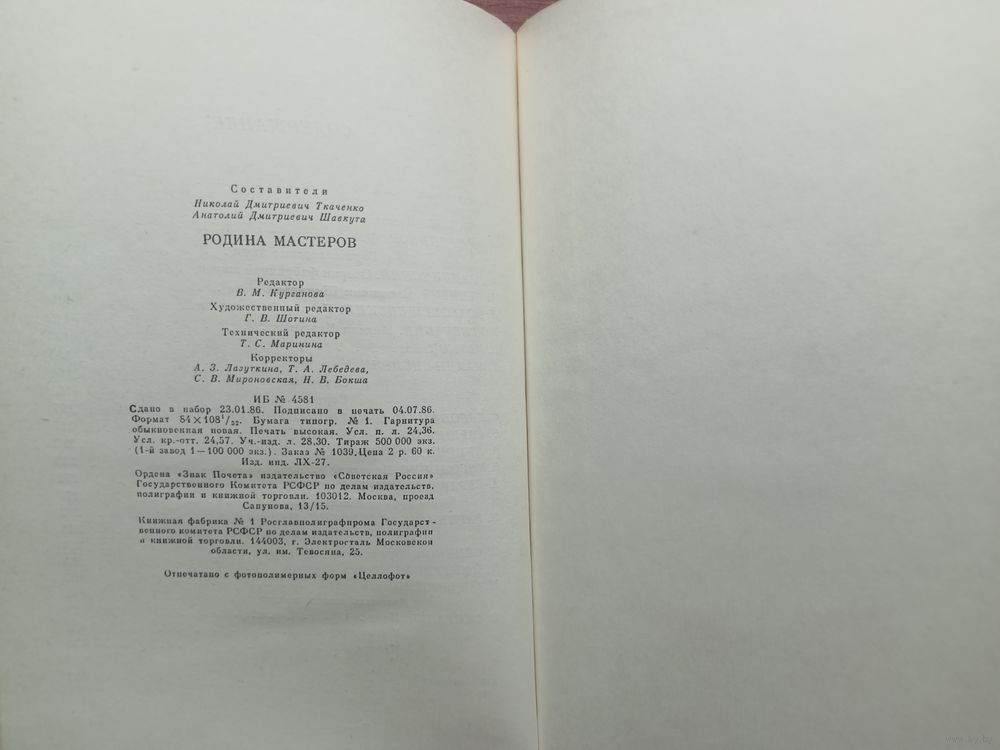 Составители
Николай Дмитриевич Ткаченко
Анатолий Дмитриевич Шавкута
РОДИНА МАСТЕРОВ
Редактор
В. М. Курганова
Художественный редактор
Г. В. Шотина
Технический редактор
Т. С. Маринина
Корректоры
А. З. Лазуткина, Т. А. Лебедева,
С. В. Мироновская, Н. В. Бокша
ИБ № 4581
Сдано в набор 23.01.86. Подписано в печать 04.07.86.
Формат 84×108¹/₃₂. Бумага типогр. № 1. Гарнитура
обыкновенная новая. Печать высокая. Усл. п. л. 24,36.
Усл. кр.-отт. 24,57. Уч.-изд. л. 28,30. Тираж 500 000 экз.
(1-й завод 1—100 000 экз.). Заказ № 1039. Цена 2 р. 60 к.
Изд. инд. ЛХ-27.
Ордена «Знак Почета» издательство «Советская Россия»
Государственного Комитета РСФСР по делам издательств,
полиграфии и книжной торговли. 103012, Москва, проезд
Сапунова, 13/15.
Книжная фабрика № 1 Росглавполиграфпрома Государст-
венного комитета РСФСР по делам издательств, полиграфии
и книжной торговли. 144003, г. Электросталь Московской
области, ул. им. Тевосяна, 25.
Отпечатано с фотополимерных форм «Целлофот»